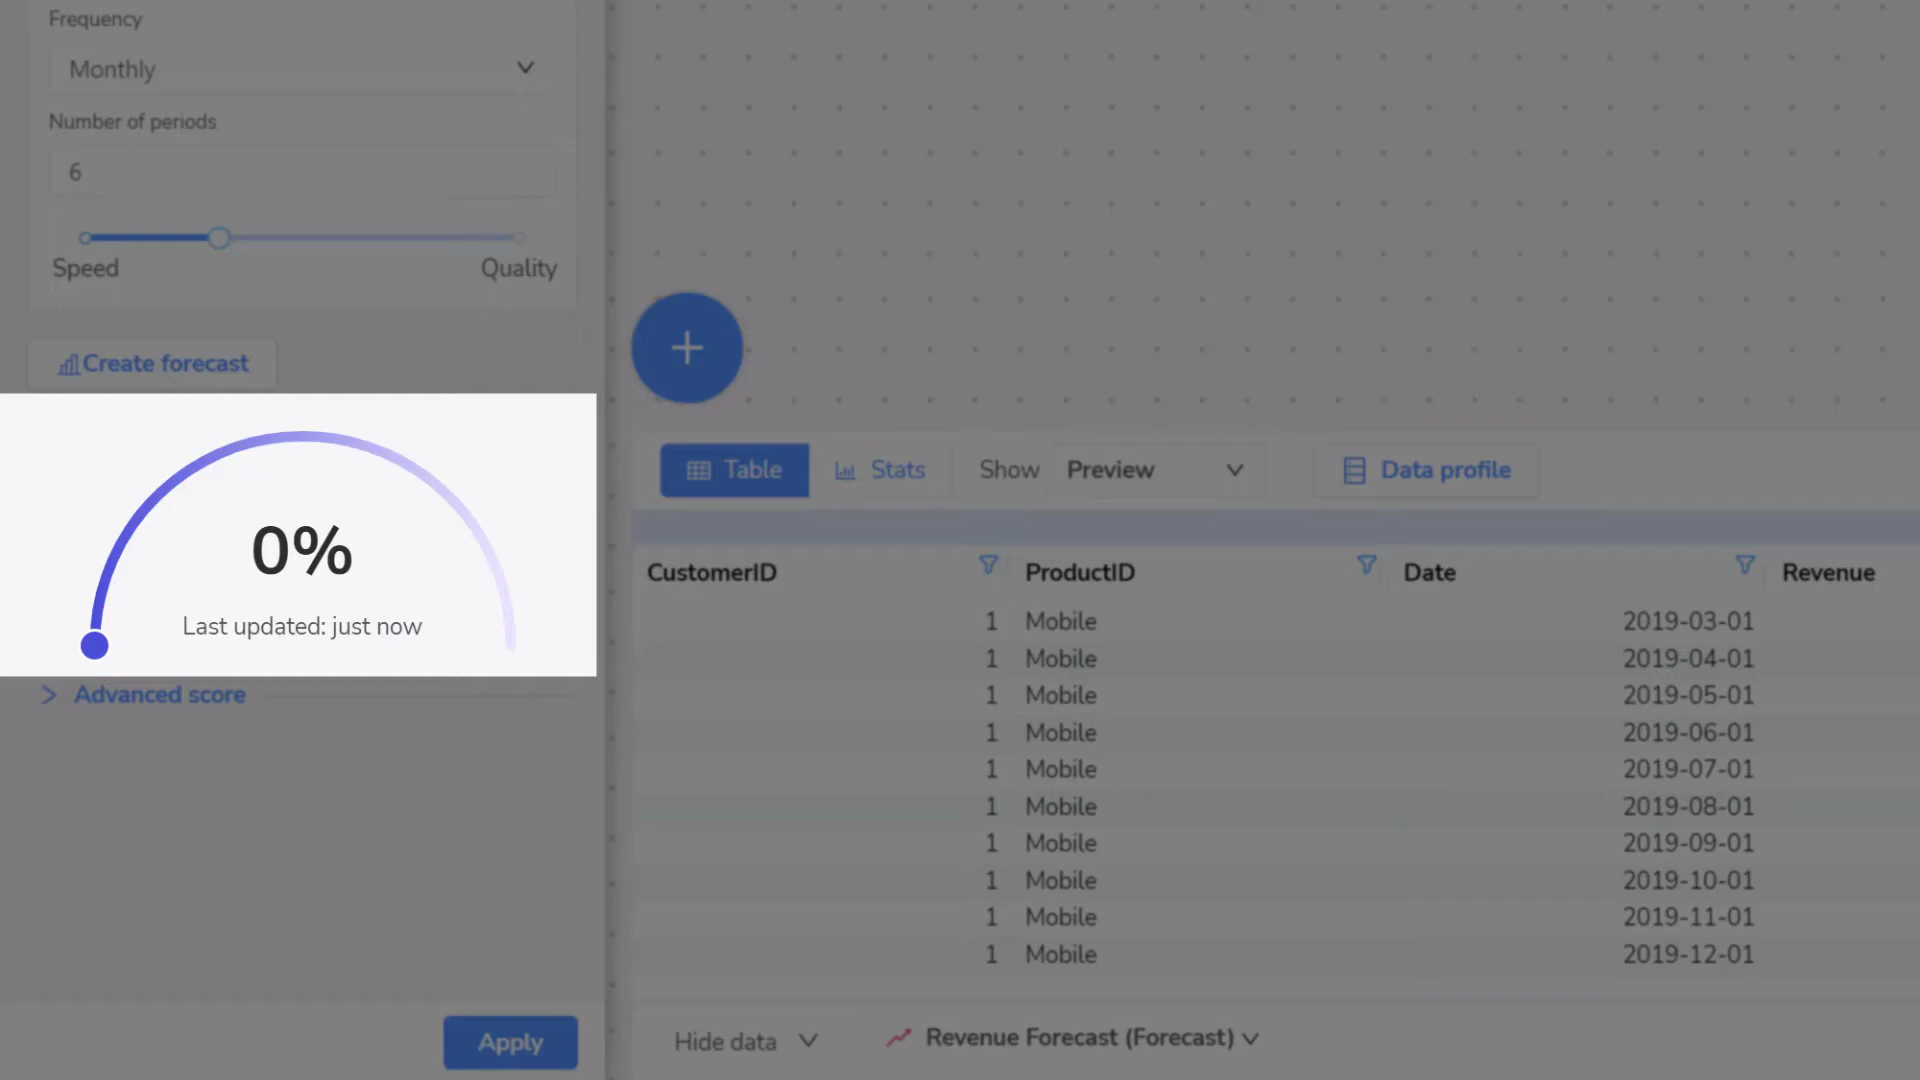 Frequency
Monthly
Number of periods
6
Speed Quality
Create forecast
0%
Last updated: just now
Advanced score
Apply
Table Stats Show Preview Data profile
CustomerID ProductID Date Revenue
1 Mobile 2019-03-01
1 Mobile 2019-04-01
1 Mobile 2019-05-01
1 Mobile 2019-06-01
1 Mobile 2019-07-01
1 Mobile 2019-08-01
1 Mobile 2019-09-01
1 Mobile 2019-10-01
1 Mobile 2019-11-01
1 Mobile 2019-12-01
Hide data Revenue Forecast (Forecast)